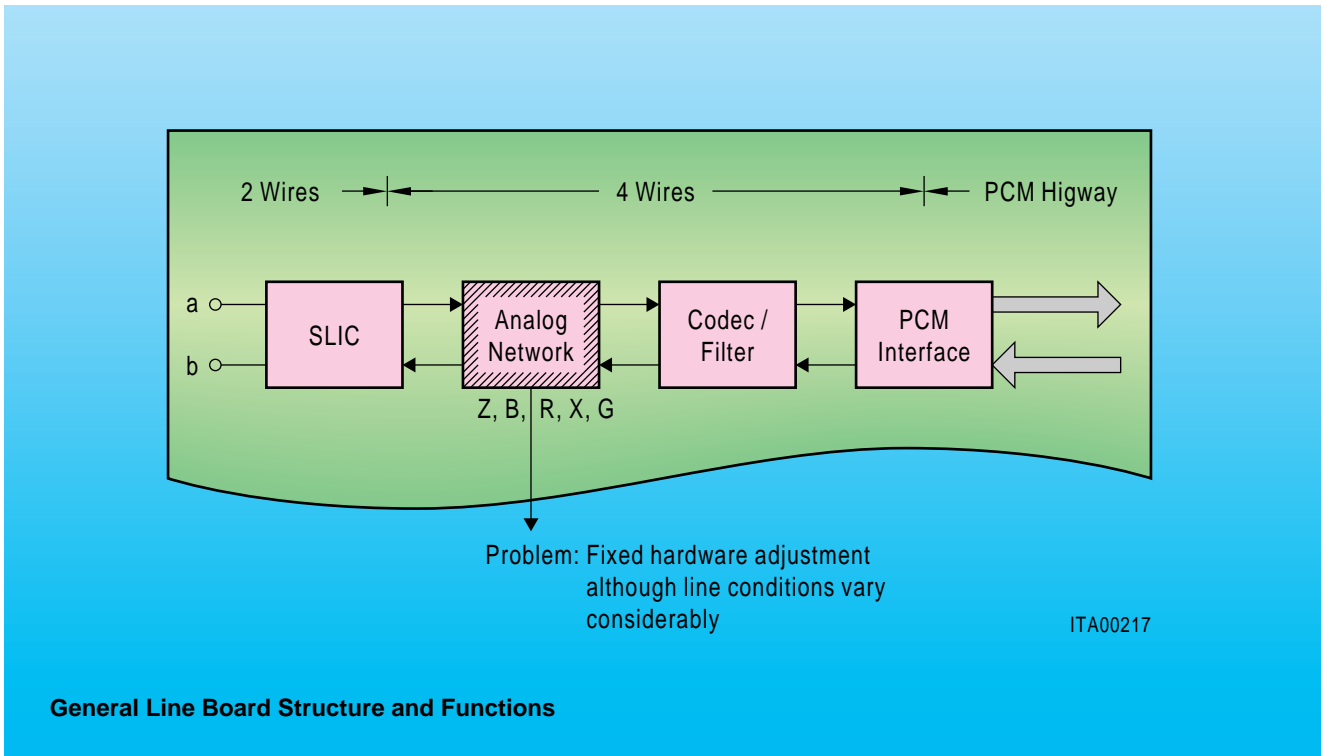 2 Wires
4 Wires
PCM Higway
a
b
SLIC
Analog
Network
Codec /
Filter
PCM
Interface
Z, B, R, X, G
Problem: Fixed hardware adjustment
although line conditions vary
considerably
ITA00217
General Line Board Structure and Functions